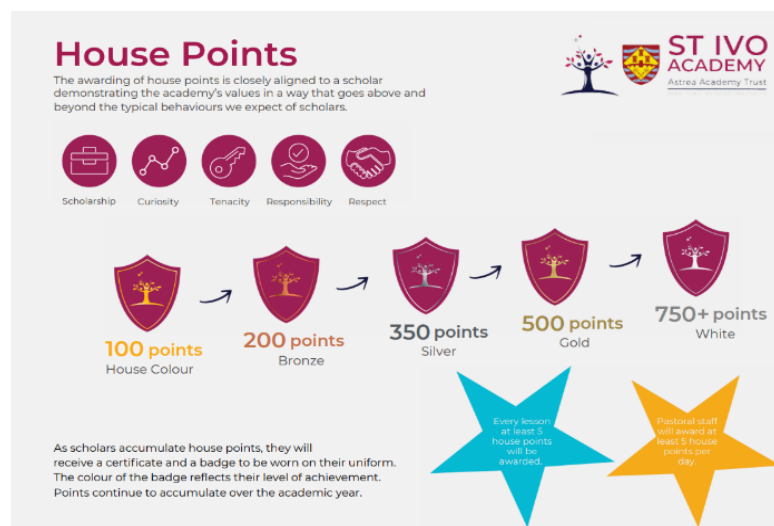 House Points
The awarding of house points is closely aligned to a scholar
demonstrating the academy's values in a way that goes above and
beyond the typical behaviours we expect of scholars.
ST IVO
ACADEMY
Astrea Academy Trust
Scholarship
Curiosity
Tenacity
Responsibility
Respect
100 points
House Colour
200 points
Bronze
350 points
Silver
500 points
Gold
750+ points
White
Every lesson
at least 5
house points
will be
awarded.
Pastoral staff
will award at
least 5 house
points per
day.
As scholars accumulate house points, they will
receive a certificate and a badge to be worn on their uniform.
The colour of the badge reflects their level of achievement.
Points continue to accumulate over the academic year.